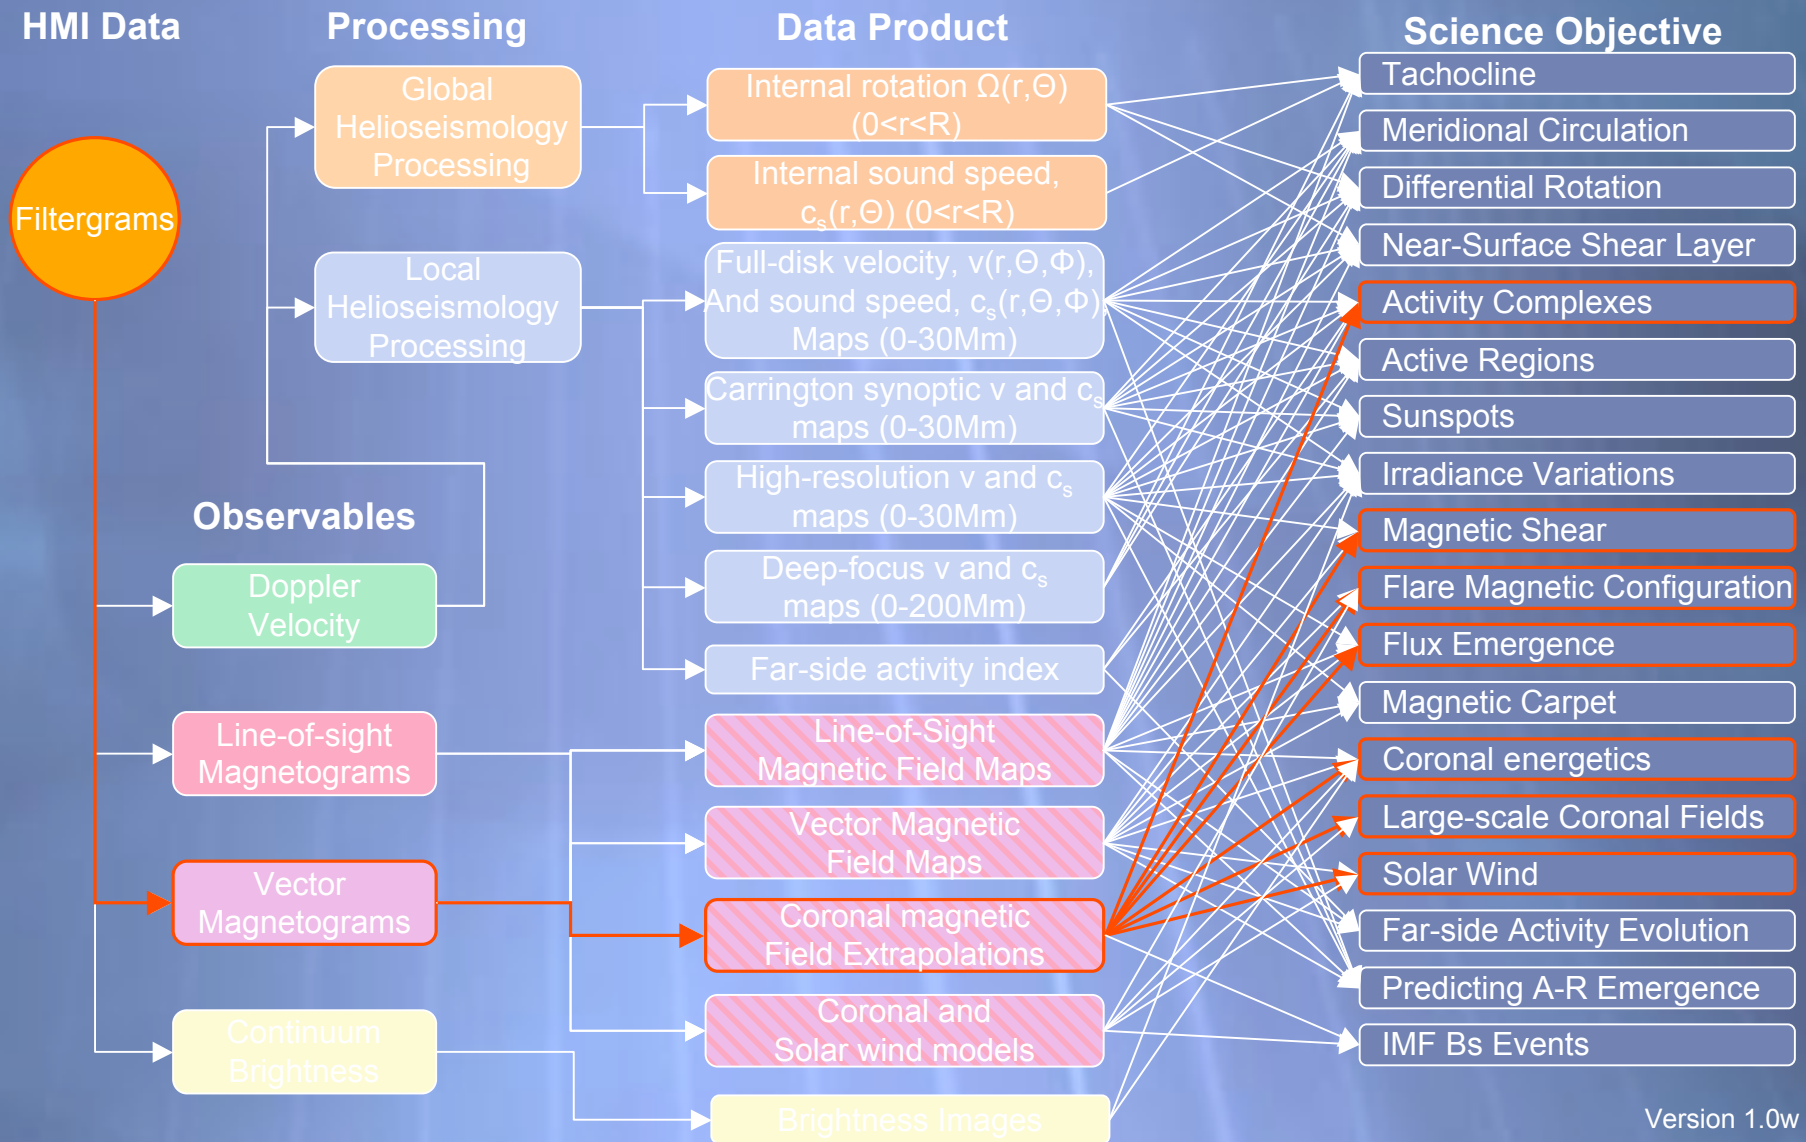 HMI Data
Processing
Data Product
Science Objective
Filtergrams
Global
Helioseismology
Processing
Local
Helioseismology
Processing
Observables
Doppler
Velocity
Line-of-sight
Magnetograms
Vector
Magnetograms
Continuum
Brightness
Internal rotation Ω(r,Θ)
(0<r<R)
Internal sound speed,
cs(r,Θ) (0<r<R)
Full-disk velocity, v(r,Θ,Φ),
And sound speed, cs(r,Θ,Φ),
Maps (0-30Mm)
Carrington synoptic v and cs
maps (0-30Mm)
High-resolution v and cs
maps (0-30Mm)
Deep-focus v and cs
maps (0-200Mm)
Far-side activity index
Line-of-Sight
Magnetic Field Maps
Vector Magnetic
Field Maps
Coronal magnetic
Field Extrapolations
Coronal and
Solar wind models
Brightness Images
Tachocline
Meridional Circulation
Differential Rotation
Near-Surface Shear Layer
Activity Complexes
Active Regions
Sunspots
Irradiance Variations
Magnetic Shear
Flare Magnetic Configuration
Flux Emergence
Magnetic Carpet
Coronal energetics
Large-scale Coronal Fields
Solar Wind
Far-side Activity Evolution
Predicting A-R Emergence
IMF Bs Events
Version 1.0w